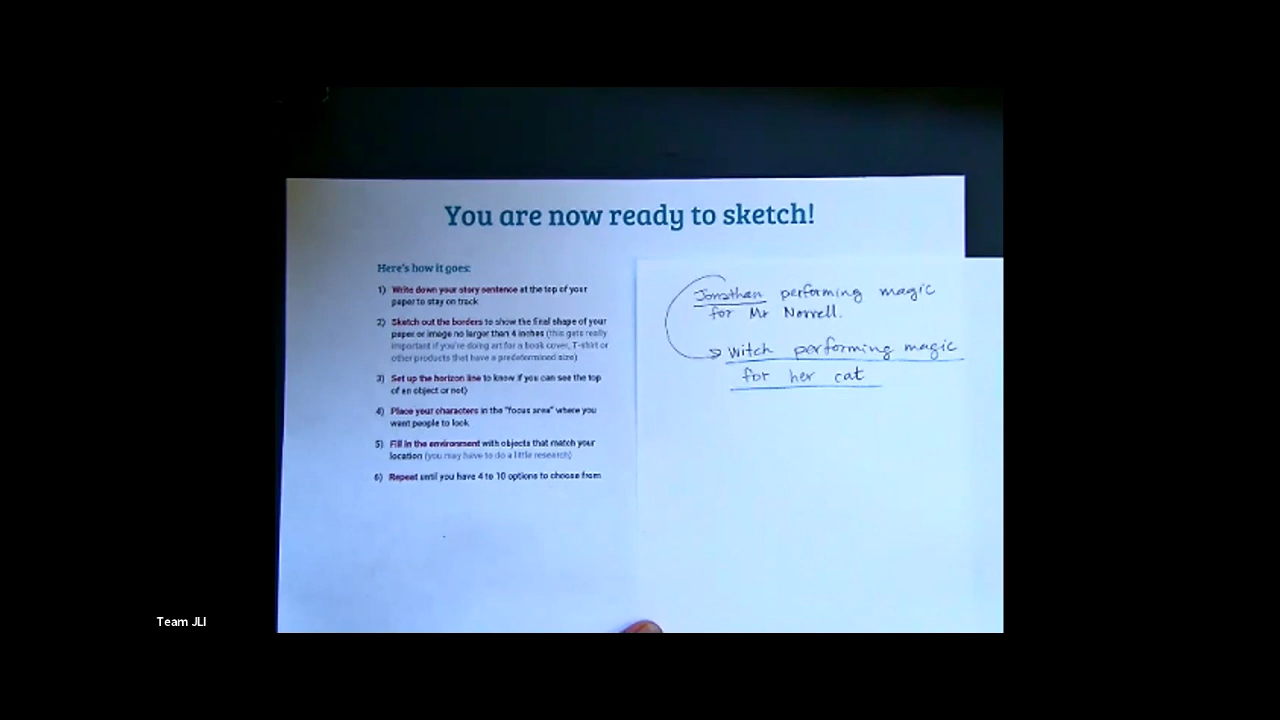 You are now ready to sketch!
Here's how it goes:
1) Write down your story sentence at the top of your
paper to stay on track
2) Sketch out the borders to show the final shape of your
paper or image no larger than 4 inches (this gets really
important if you're doing art for a book cover, T-shirt or
other products that have a predetermined size)
3) Set up the horizon line to know if you can see the top
of an object or not)
4) Place your characters in the "focus area" where you
want people to look
5) Fill in the environment with objects that match your
location (you may have to do a little research)
6) Repeat until you have 4 to 10 options to choose from
Jonathan performing magic
for Mr Norrell.
Witch performing magic
for her cat
Team JLI